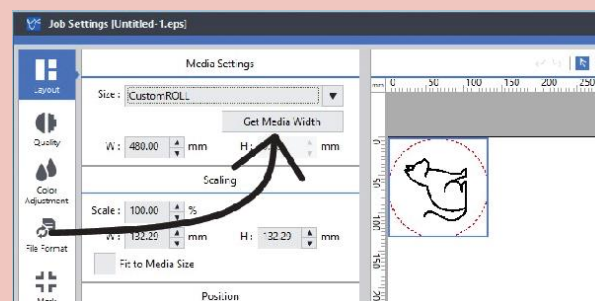 Job Settings [Untitled-1.eps]
Layout
Quality
Color
Adjustment
File Format
Media Settings
Size : CustomROLL
Get Media Width
W : 480.00 mm H : mm
Scaling
Scale : 100.00 %
W : 132.29 mm H : 132.29 mm
Fit to Media Size
Position
mm 0 50 100 150 200 250
0
50
100
150